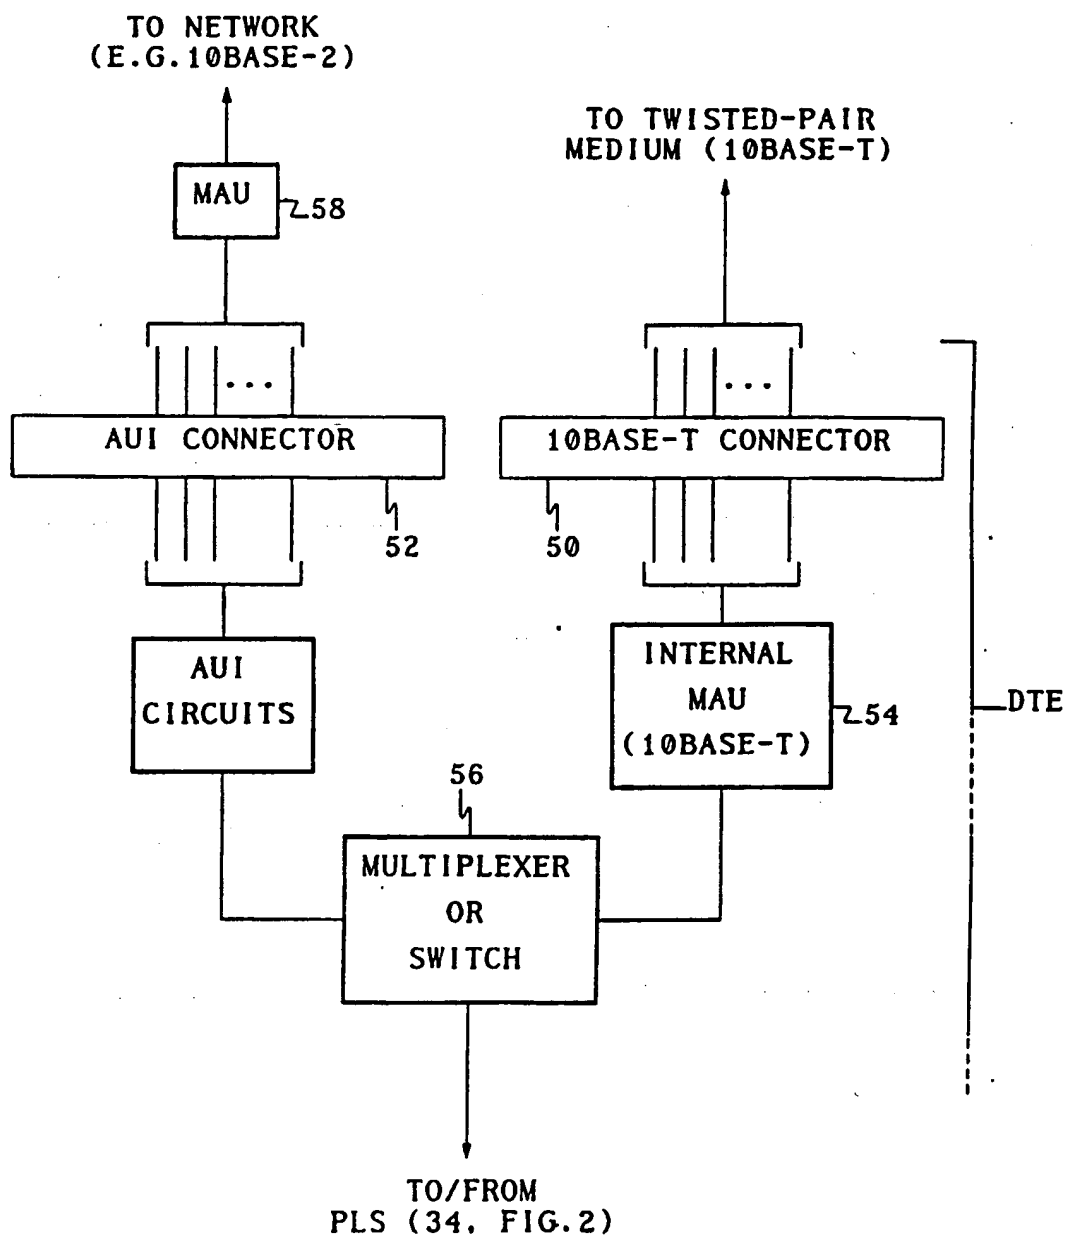 TO NETWORK
(E.G.10BASE-2)
TO TWISTED-PAIR
MEDIUM (10BASE-T)
MAU
58
AUI CONNECTOR
10BASE-T CONNECTOR
52
50
AUI
CIRCUITS
INTERNAL
MAU
(10BASE-T)
54
DTE
56
MULTIPLEXER
OR
SWITCH
TO/FROM
PLS (34, FIG.2)